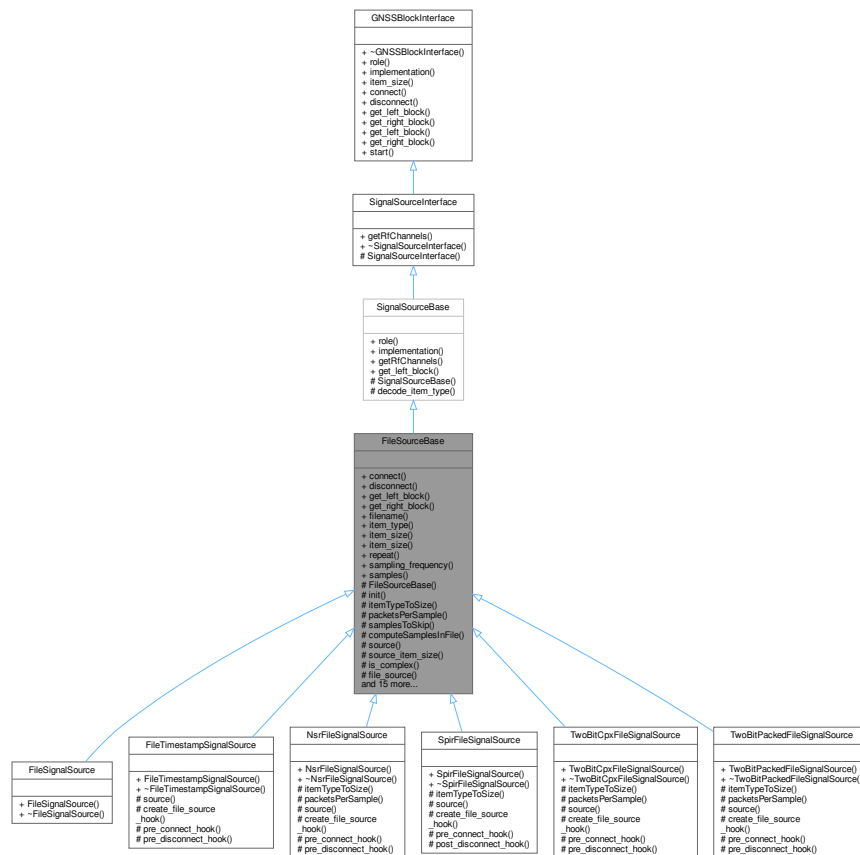 GNSSBlockInterface
+ ~GNSSBlockInterface()
+ role()
+ implementation()
+ item_size()
+ connect()
+ disconnect()
+ get_left_block()
+ get_right_block()
+ get_left_block()
+ get_right_block()
+ start()
SignalSourceInterface
+ getRfChannels()
+ ~SignalSourceInterface()
# SignalSourceInterface()
SignalSourceBase
+ role()
+ implementation()
+ getRfChannels()
+ get_left_block()
# SignalSourceBase()
# decode_item_type()
FileSourceBase
+ connect()
+ disconnect()
+ get_left_block()
+ get_right_block()
+ filename()
+ item_type()
+ item_size()
+ item_size()
+ repeat()
+ sampling_frequency()
+ samples()
# FileSourceBase()
# init()
# itemTypeToSize()
# packetsPerSample()
# samplesToSkip()
# computeSamplesInFile()
# source()
# source_item_size()
# is_complex()
# file_source()
and 15 more...
FileSignalSource
+ FileSignalSource()
+ ~FileSignalSource()
FileTimestampSignalSource
+ FileTimestampSignalSource()
+ ~FileTimestampSignalSource()
# source()
# create_file_source
_hook()
# pre_connect_hook()
# pre_disconnect_hook()
NsrFileSignalSource
+ NsrFileSignalSource()
+ ~NsrFileSignalSource()
# itemTypeToSize()
# packetsPerSample()
# source()
# create_file_source
_hook()
# pre_connect_hook()
# pre_disconnect_hook()
SpirFileSignalSource
+ SpirFileSignalSource()
+ ~SpirFileSignalSource()
# itemTypeToSize()
# source()
# create_file_source
_hook()
# pre_connect_hook()
# post_disconnect_hook()
TwoBitCpxFileSignalSource
+ TwoBitCpxFileSignalSource()
+ ~TwoBitCpxFileSignalSource()
# itemTypeToSize()
# packetsPerSample()
# source()
# create_file_source
_hook()
# pre_connect_hook()
# pre_disconnect_hook()
TwoBitPackedFileSignalSource
+ TwoBitPackedFileSignalSource()
+ ~TwoBitPackedFileSignalSource()
# itemTypeToSize()
# packetsPerSample()
# source()
# create_file_source
_hook()
# pre_connect_hook()
# pre_disconnect_hook()